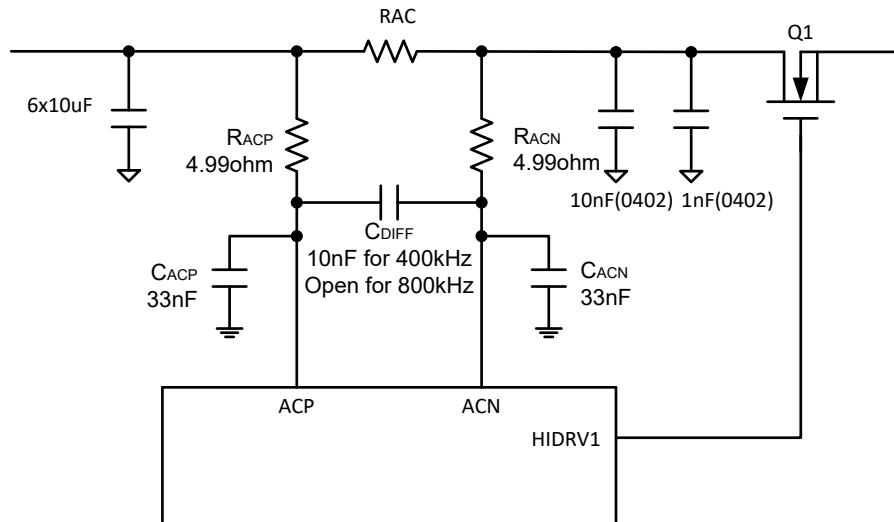 RAC
Q1
6x10uF
RACP
4.99ohm
RACN
4.99ohm
10nF(0402)
1nF(0402)
CDIFF
10nF for 400kHz
Open for 800kHz
CACP
33nF
CACN
33nF
ACP
ACN
HIDRV1